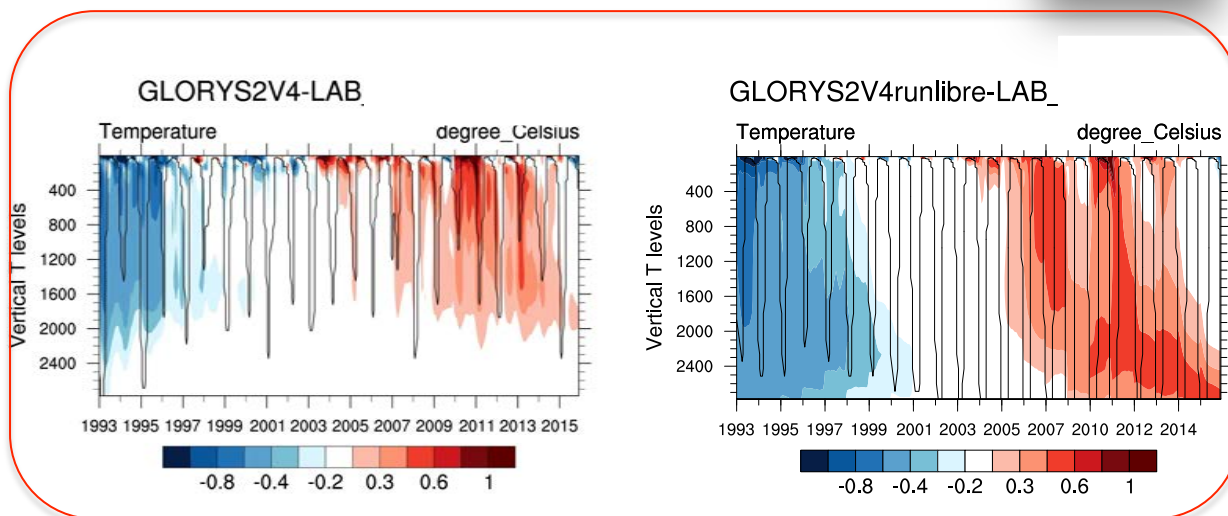 GLORYS2V4-LAB_
Temperature degree_Celsius
Vertical T levels
400
800
1200
1600
2000
2400
1993 1995 1997 1999 2001 2003 2005 2007 2009 2011 2013 2015
-0.8 -0.4 -0.2 0.3 0.6 1
GLORYS2V4runlibre-LAB_
Temperature degree_Celsius
Vertical T levels
400
800
1200
1600
2000
2400
1993 1995 1997 1999 2001 2003 2005 2007 2010 2012 2014
-0.8 -0.4 -0.2 0.3 0.6 1